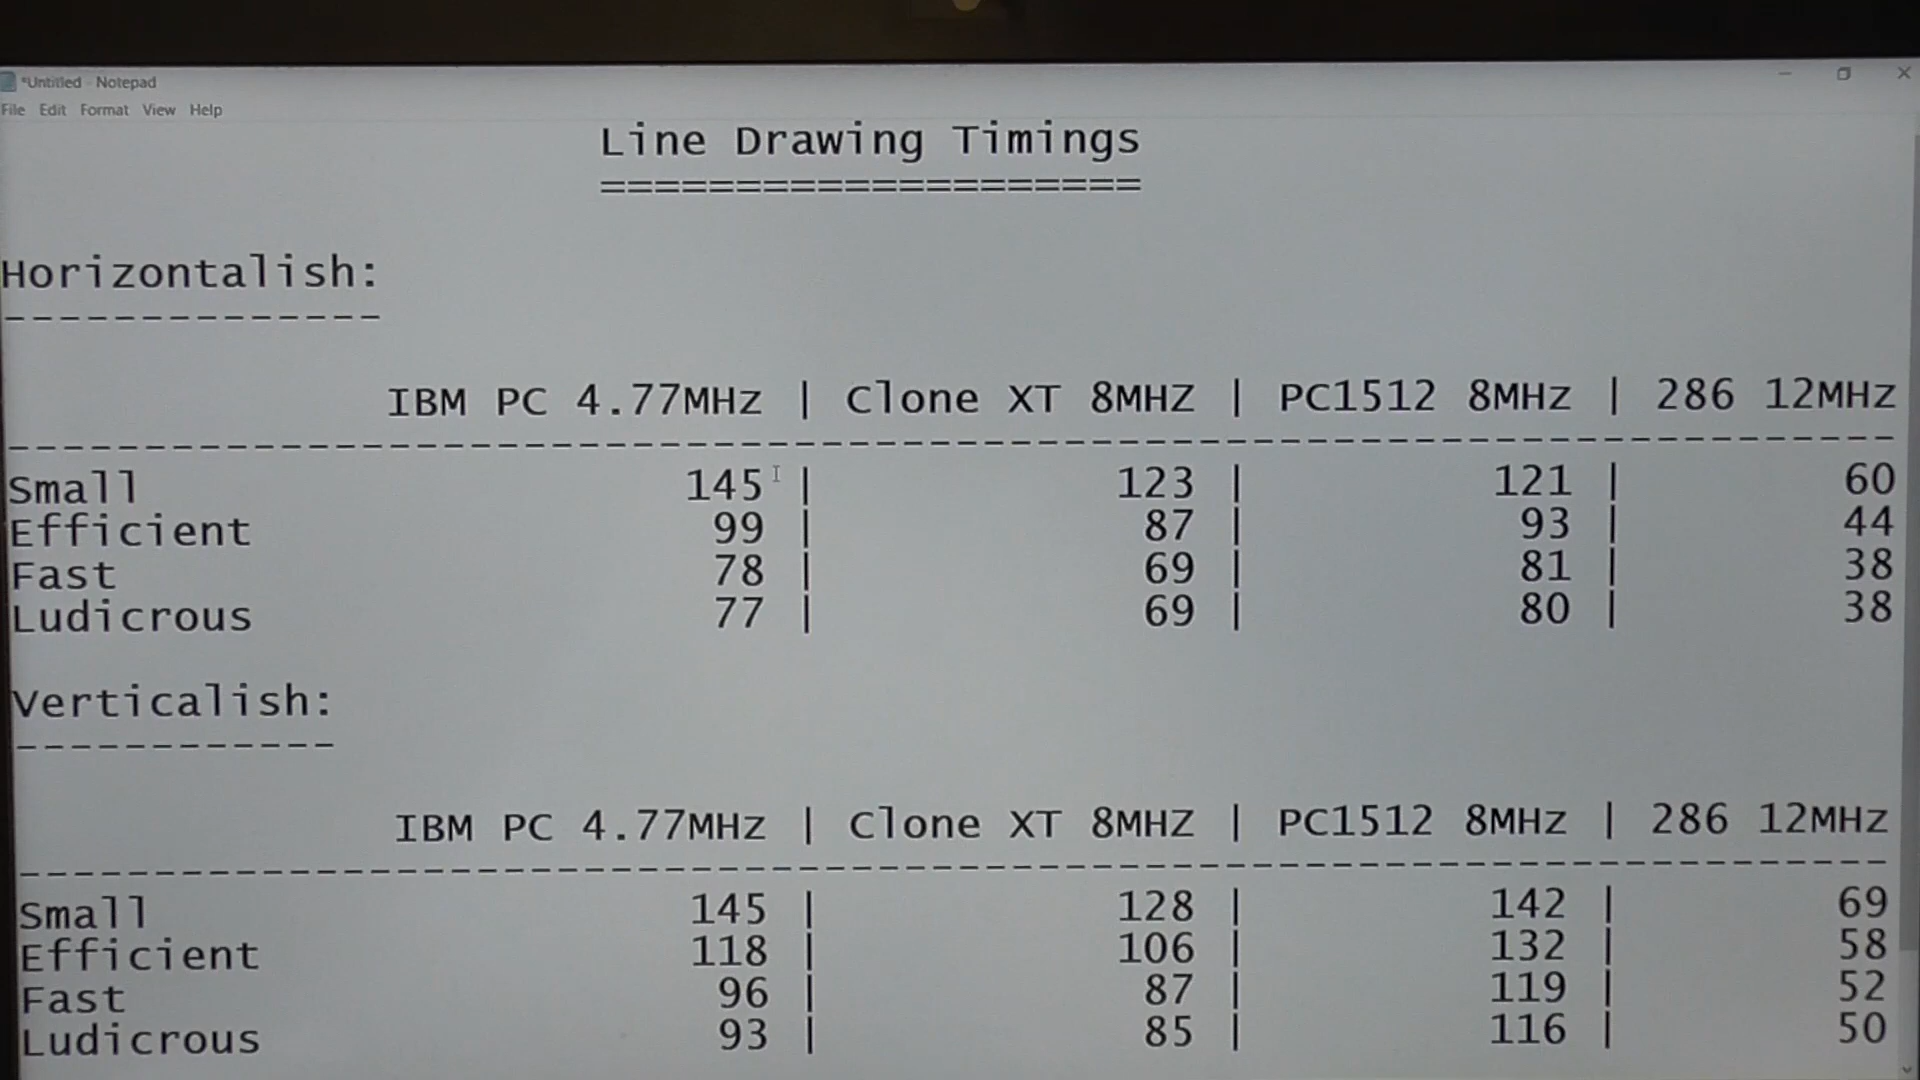 *Untitled - Notepad
File Edit Format View Help
Line Drawing Timings
====================
Horizontalish:
--------------
IBM PC 4.77MHz | Clone XT 8MHZ | PC1512 8MHz | 286 12MHz
----------------------------------------------------------------------
Small 145 | 123 | 121 | 60
Efficient 99 | 87 | 93 | 44
Fast 78 | 69 | 81 | 38
Ludicrous 77 | 69 | 80 | 38
Verticalish:
------------
IBM PC 4.77MHz | Clone XT 8MHZ | PC1512 8MHz | 286 12MHz
----------------------------------------------------------------------
Small 145 | 128 | 142 | 69
Efficient 118 | 106 | 132 | 58
Fast 96 | 87 | 119 | 52
Ludicrous 93 | 85 | 116 | 50